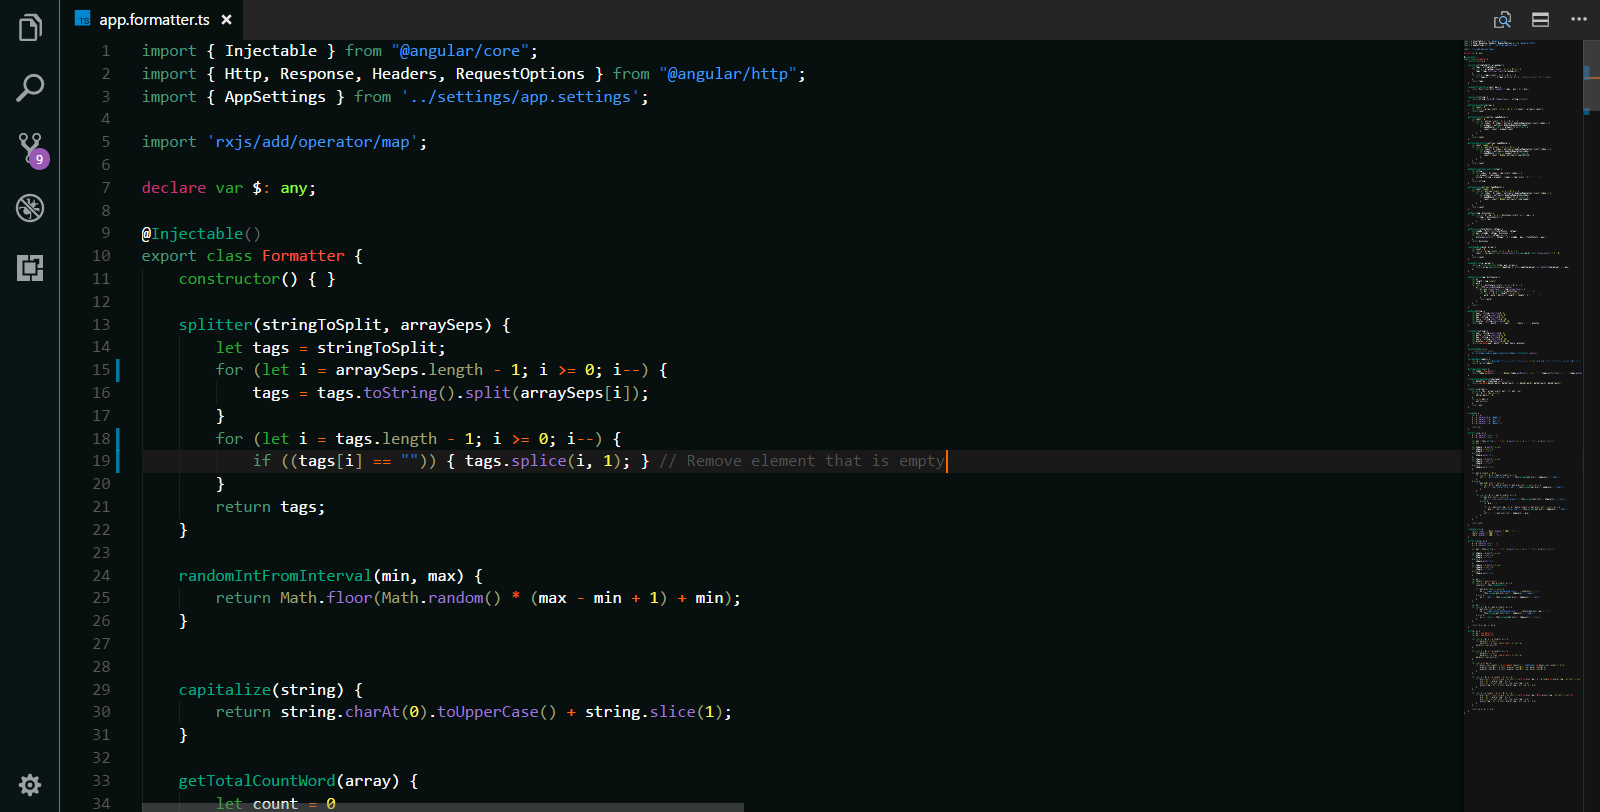 TS app.formatter.ts ×
1 import { Injectable } from "@angular/core";
2 import { Http, Response, Headers, RequestOptions } from "@angular/http";
3 import { AppSettings } from '../settings/app.settings';
4
5 import 'rxjs/add/operator/map';
6
7 declare var $: any;
8
9 @Injectable()
10 export class Formatter {
11     constructor() { }
12
13     splitter(stringToSplit, arraySeps) {
14         let tags = stringToSplit;
15         for (let i = arraySeps.length - 1; i >= 0; i--) {
16             tags = tags.toString().split(arraySeps[i]);
17         }
18         for (let i = tags.length - 1; i >= 0; i--) {
19             if ((tags[i] == "")) { tags.splice(i, 1); } // Remove element that is empty
20         }
21         return tags;
22     }
23
24     randomIntFromInterval(min, max) {
25         return Math.floor(Math.random() * (max - min + 1) + min);
26     }
27
28
29     capitalize(string) {
30         return string.charAt(0).toUpperCase() + string.slice(1);
31     }
32
33     getTotalCountWord(array) {
34         let count = 0
9